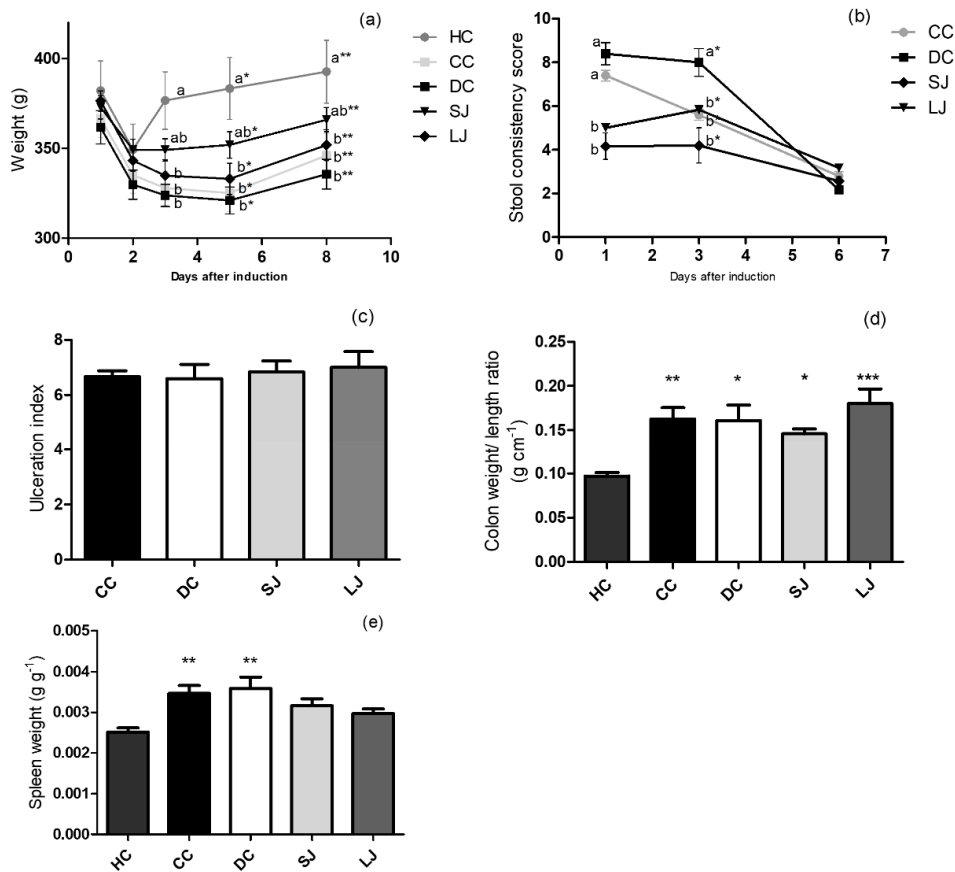 (a)
Weight (g)
400
350
300
0 2 4 6 8 10
Days after induction
a a* a**
ab ab* ab**
b b* b**
b b* b**
b b* b**
HC
CC
DC
SJ
LJ
(b)
Stool consistency score
10
8
6
4
2
0
0 1 2 3 4 5 6 7
Days after induction
a a*
a
b b*
b*
b b*
CC
DC
SJ
LJ
(c)
Ulceration index
8
6
4
2
0
CC DC SJ LJ
(d)
Colon weight/ length ratio
(g cm-1)
0.25
0.20
0.15
0.10
0.05
0.00
** * * ***
HC CC DC SJ LJ
(e)
Spleen weight (g g-1)
0.005
0.004
0.003
0.002
0.001
0.000
** **
HC CC DC SJ LJ